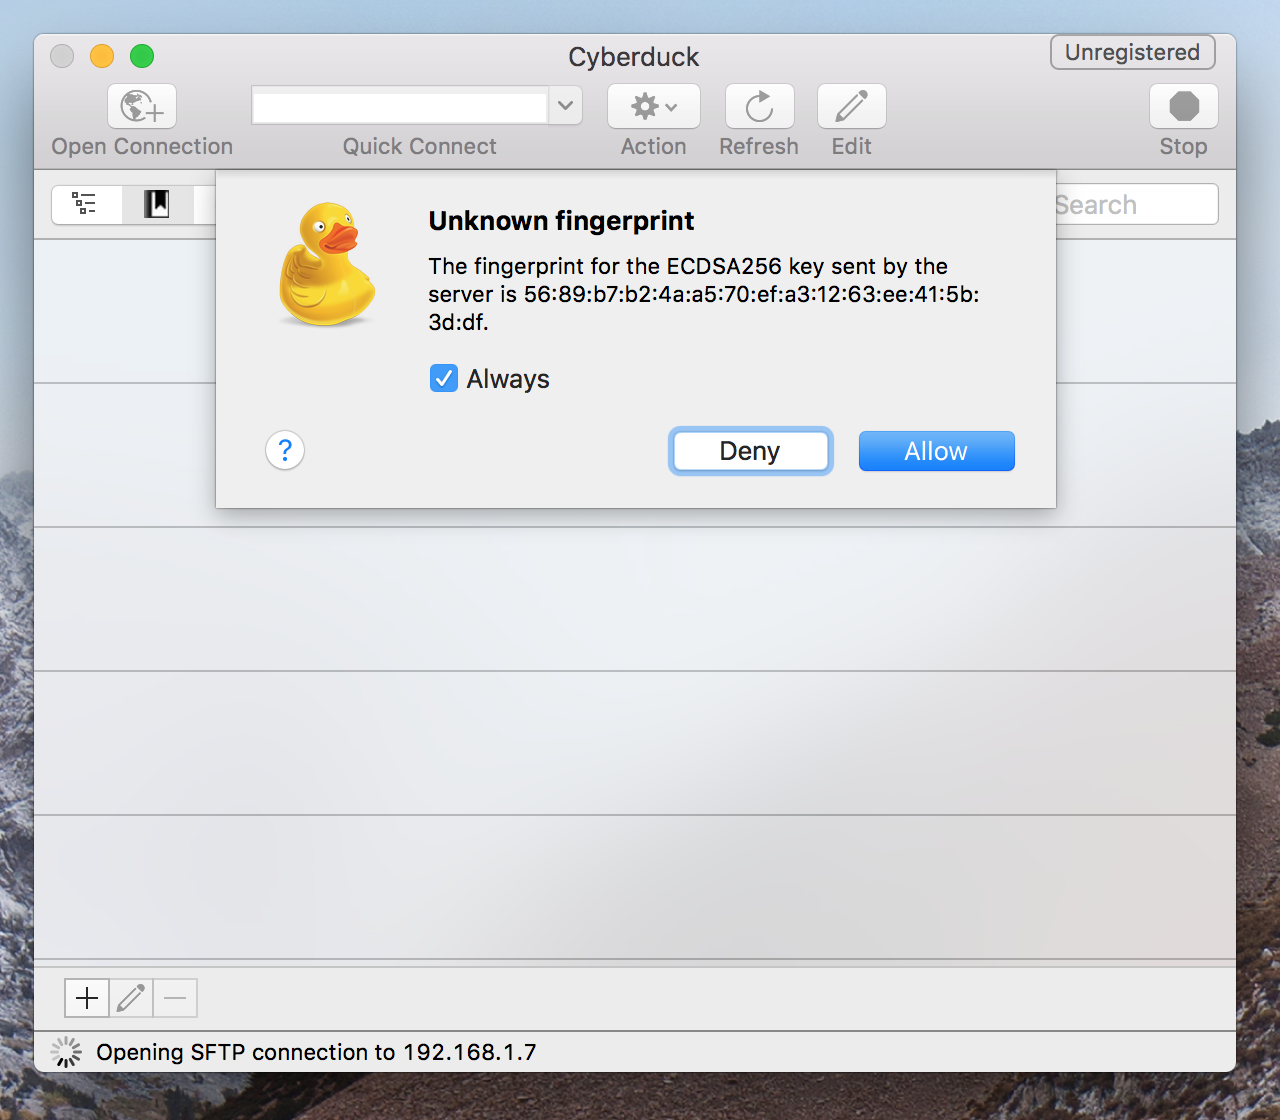 Cyberduck
Unregistered
Open Connection
Quick Connect
Action
Refresh
Edit
Stop
Search
Unknown fingerprint
The fingerprint for the ECDSA256 key sent by the
server is 56:89:b7:b2:4a:a5:70:ef:a3:12:63:ee:41:5b:
3d:df.
Always
?
Deny
Allow
Opening SFTP connection to 192.168.1.7